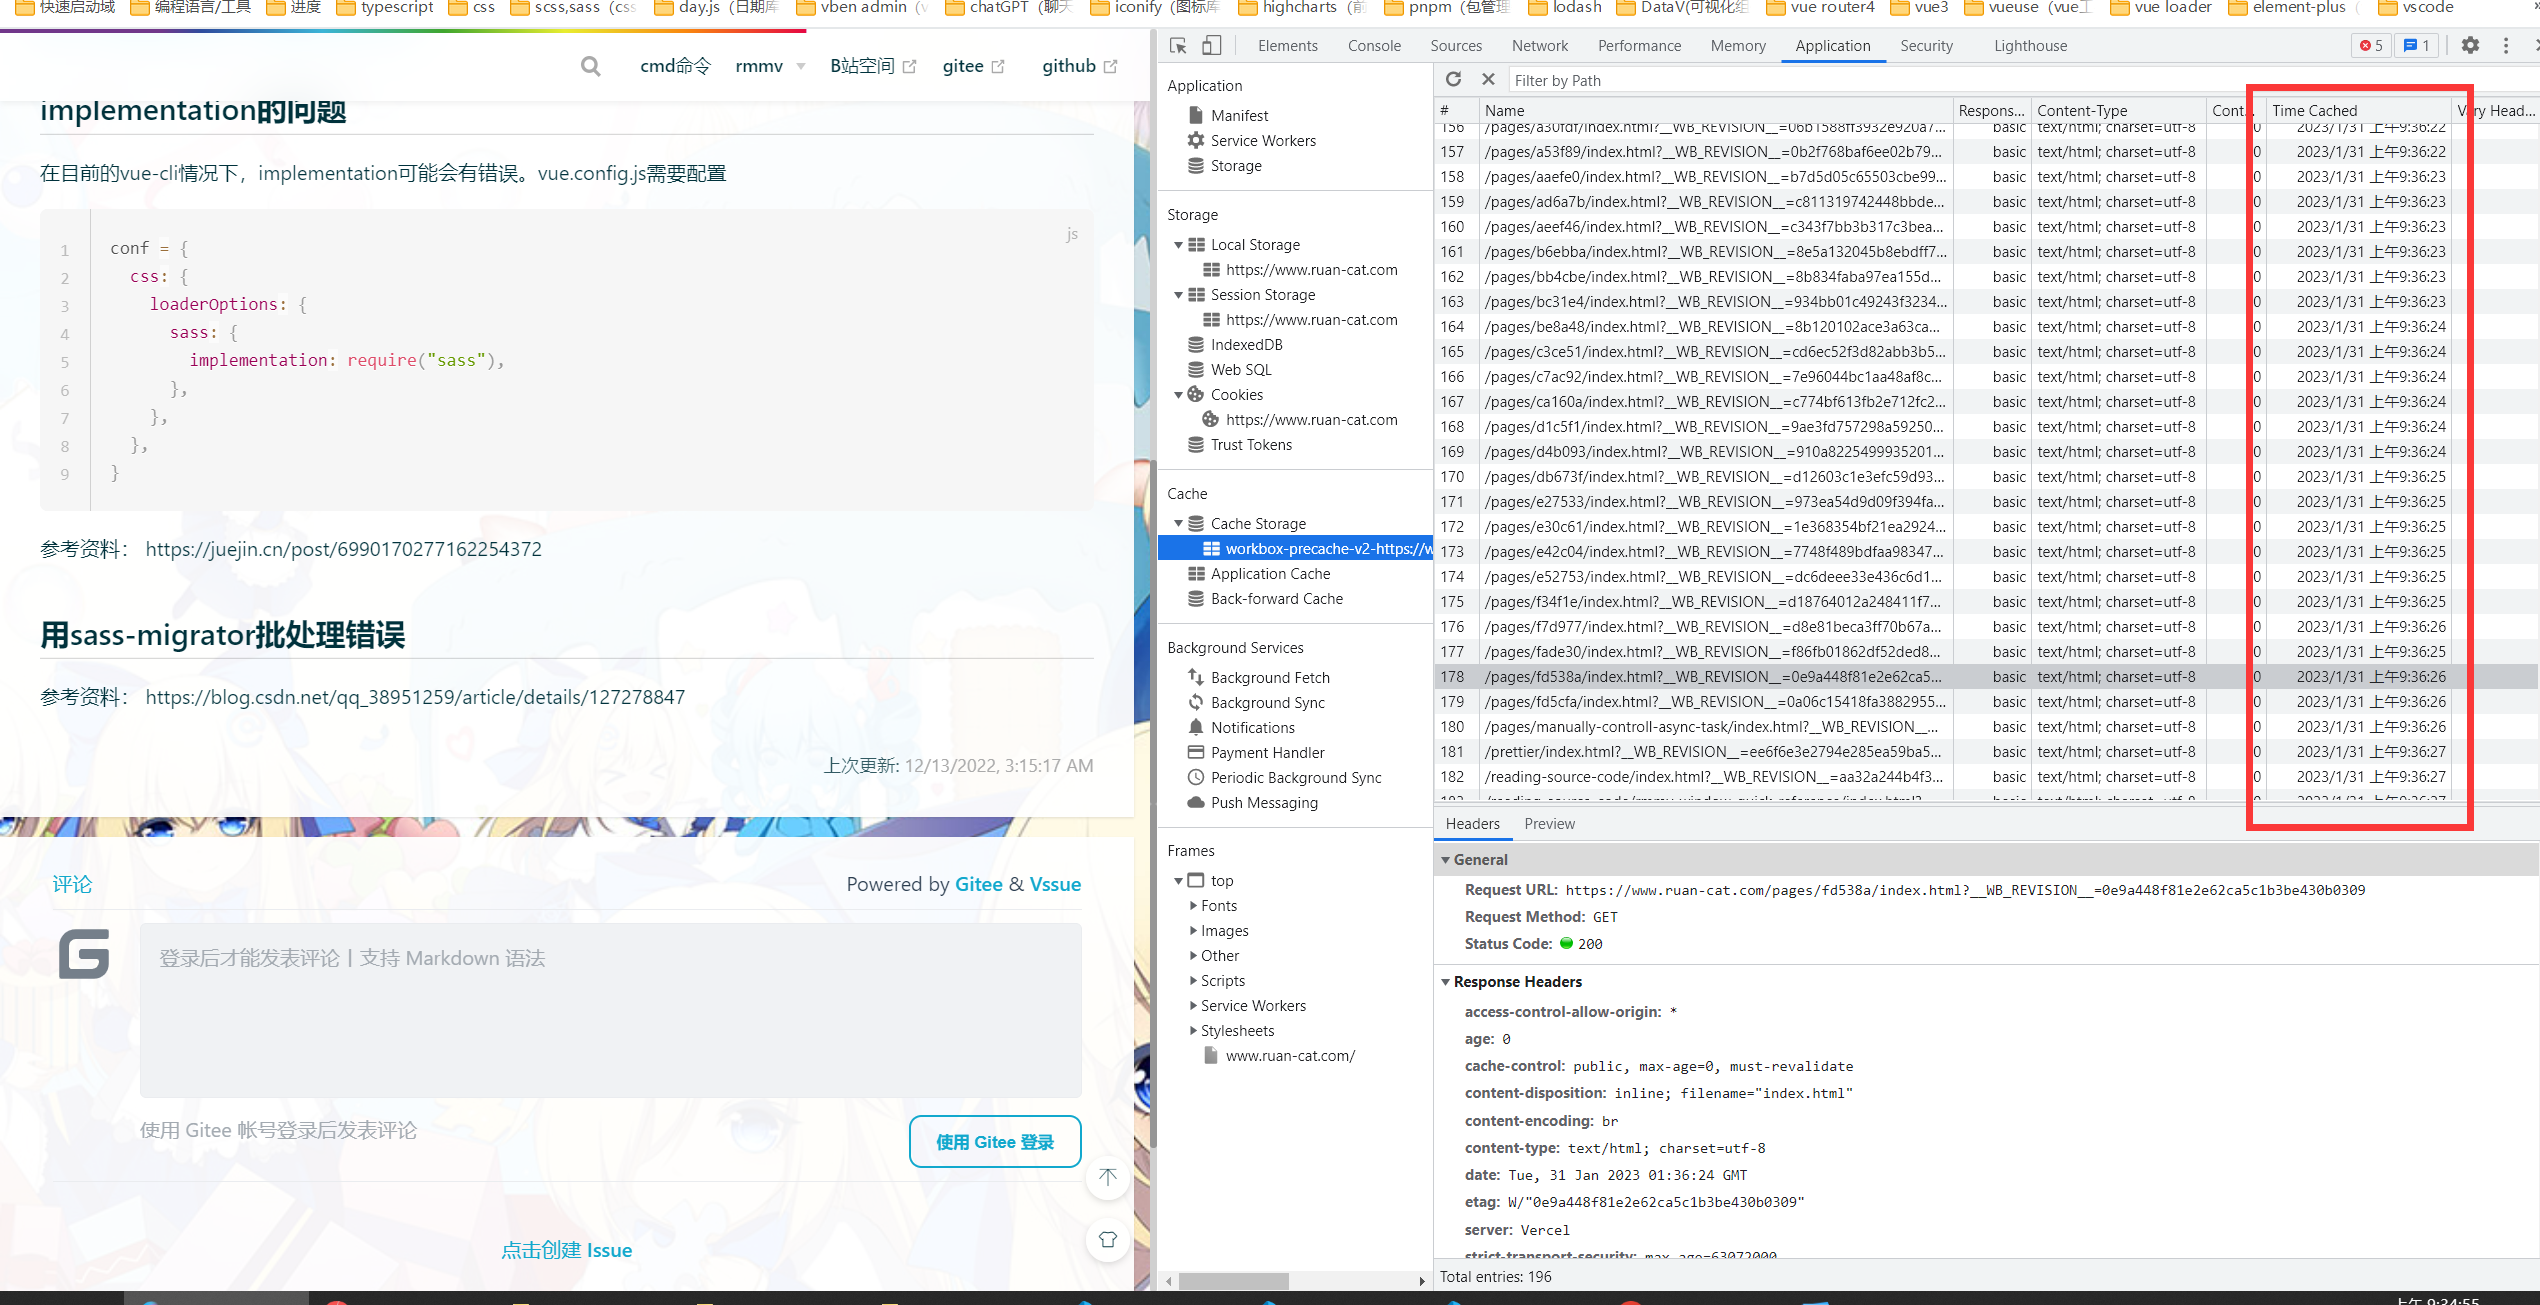 快速启动域 编程语言/工具 进度 typescript css scss,sass（css day.js（日期库 vben admin（v chatGPT（聊天 iconify（图标库 highcharts（前 pnpm（包管理 lodash DataV(可视化组 vue router4 vue3 vueuse（vue工 vue loader element-plus（ vscode
cmd命令 rmmv B站空间 gitee github
implementation的问题
在目前的vue-cli情况下，implementation可能会有错误。vue.config.js需要配置
js
1 conf = {
2 css: {
3 loaderOptions: {
4 sass: {
5 implementation: require("sass"),
6 },
7 },
8 },
9 }
参考资料： https://juejin.cn/post/6990170277162254372
用sass-migrator批处理错误
参考资料： https://blog.csdn.net/qq_38951259/article/details/127278847
上次更新: 12/13/2022, 3:15:17 AM
评论
Powered by Gitee & Vssue
登录后才能发表评论 | 支持 Markdown 语法
使用 Gitee 帐号登录后发表评论
使用 Gitee 登录
点击创建 Issue
Elements Console Sources Network Performance Memory Application Security Lighthouse 5 1
Application
Manifest
Service Workers
Storage
Storage
Local Storage
https://www.ruan-cat.com
Session Storage
https://www.ruan-cat.com
IndexedDB
Web SQL
Cookies
https://www.ruan-cat.com
Trust Tokens
Cache
Cache Storage
workbox-precache-v2-https://w
Application Cache
Back-forward Cache
Background Services
Background Fetch
Background Sync
Notifications
Payment Handler
Periodic Background Sync
Push Messaging
Frames
top
Fonts
Images
Other
Scripts
Service Workers
Stylesheets
www.ruan-cat.com/
Filter by Path
# Name Respons... Content-Type Cont... Time Cached Vary Head...
156 /pages/a30fdf/index.html?__WB_REVISION__=06b1588ff3932e920a7... basic text/html; charset=utf-8 0 2023/1/31 上午9:36:22
157 /pages/a53f89/index.html?__WB_REVISION__=0b2f768baf6ee02b79... basic text/html; charset=utf-8 0 2023/1/31 上午9:36:22
158 /pages/aaefe0/index.html?__WB_REVISION__=b7d5d05c65503cbe99... basic text/html; charset=utf-8 0 2023/1/31 上午9:36:23
159 /pages/ad6a7b/index.html?__WB_REVISION__=c811319742448bbde... basic text/html; charset=utf-8 0 2023/1/31 上午9:36:23
160 /pages/aeef46/index.html?__WB_REVISION__=c343f7bb3b317c3bea... basic text/html; charset=utf-8 0 2023/1/31 上午9:36:23
161 /pages/b6ebba/index.html?__WB_REVISION__=8e5a132045b8ebdff7... basic text/html; charset=utf-8 0 2023/1/31 上午9:36:23
162 /pages/bb4cbe/index.html?__WB_REVISION__=8b834faba97ea155d... basic text/html; charset=utf-8 0 2023/1/31 上午9:36:23
163 /pages/bc31e4/index.html?__WB_REVISION__=934bb01c49243f3234... basic text/html; charset=utf-8 0 2023/1/31 上午9:36:23
164 /pages/be8a48/index.html?__WB_REVISION__=8b120102ace3a63ca... basic text/html; charset=utf-8 0 2023/1/31 上午9:36:24
165 /pages/c3ce51/index.html?__WB_REVISION__=cd6ec52f3d82abb3b5... basic text/html; charset=utf-8 0 2023/1/31 上午9:36:24
166 /pages/c7ac92/index.html?__WB_REVISION__=7e96044bc1aa48af8c... basic text/html; charset=utf-8 0 2023/1/31 上午9:36:24
167 /pages/ca160a/index.html?__WB_REVISION__=c774bf613fb2e712fc2... basic text/html; charset=utf-8 0 2023/1/31 上午9:36:24
168 /pages/d1c5f1/index.html?__WB_REVISION__=9ae3fd757298a59250... basic text/html; charset=utf-8 0 2023/1/31 上午9:36:24
169 /pages/d4b093/index.html?__WB_REVISION__=910a8225499935201... basic text/html; charset=utf-8 0 2023/1/31 上午9:36:24
170 /pages/db673f/index.html?__WB_REVISION__=d12603c1e3efc59d93... basic text/html; charset=utf-8 0 2023/1/31 上午9:36:25
171 /pages/e27533/index.html?__WB_REVISION__=973ea54d9d09f394fa... basic text/html; charset=utf-8 0 2023/1/31 上午9:36:25
172 /pages/e30c61/index.html?__WB_REVISION__=1e368354bf21ea2924... basic text/html; charset=utf-8 0 2023/1/31 上午9:36:25
173 /pages/e42c04/index.html?__WB_REVISION__=7748f489bdfaa98347... basic text/html; charset=utf-8 0 2023/1/31 上午9:36:25
174 /pages/e52753/index.html?__WB_REVISION__=dc6deee33e436c6d1... basic text/html; charset=utf-8 0 2023/1/31 上午9:36:25
175 /pages/f34f1e/index.html?__WB_REVISION__=d18764012a248411f7... basic text/html; charset=utf-8 0 2023/1/31 上午9:36:25
176 /pages/f7d977/index.html?__WB_REVISION__=d8e81beca3ff70b67a... basic text/html; charset=utf-8 0 2023/1/31 上午9:36:26
177 /pages/fade30/index.html?__WB_REVISION__=f86fb01862df52ded8... basic text/html; charset=utf-8 0 2023/1/31 上午9:36:25
178 /pages/fd538a/index.html?__WB_REVISION__=0e9a448f81e2e62ca5... basic text/html; charset=utf-8 0 2023/1/31 上午9:36:26
179 /pages/fd5cfa/index.html?__WB_REVISION__=0a06c15418fa3882955... basic text/html; charset=utf-8 0 2023/1/31 上午9:36:26
180 /pages/manually-controll-async-task/index.html?__WB_REVISION__... basic text/html; charset=utf-8 0 2023/1/31 上午9:36:26
181 /prettier/index.html?__WB_REVISION__=ee6f6e3e2794e285ea59ba5... basic text/html; charset=utf-8 0 2023/1/31 上午9:36:27
182 /reading-source-code/index.html?__WB_REVISION__=aa32a244b4f3... basic text/html; charset=utf-8 0 2023/1/31 上午9:36:27
Headers Preview
General
Request URL: https://www.ruan-cat.com/pages/fd538a/index.html?__WB_REVISION__=0e9a448f81e2e62ca5c1b3be430b0309
Request Method: GET
Status Code: 200
Response Headers
access-control-allow-origin: *
age: 0
cache-control: public, max-age=0, must-revalidate
content-disposition: inline; filename="index.html"
content-encoding: br
content-type: text/html; charset=utf-8
date: Tue, 31 Jan 2023 01:36:24 GMT
etag: W/"0e9a448f81e2e62ca5c1b3be430b0309"
server: Vercel
strict-transport-security: max-age=63072000
Total entries: 196
上午 9:34:55